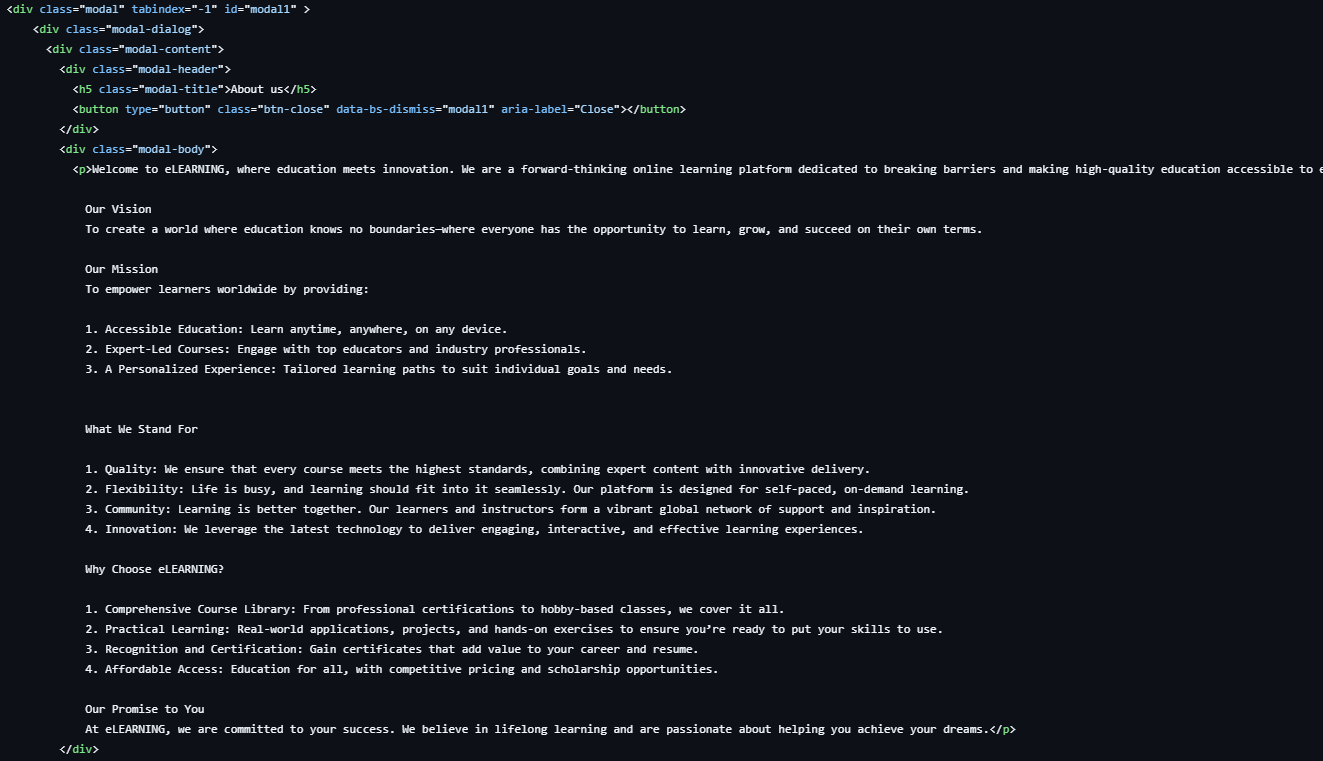 <div class="modal" tabindex="-1" id="modal1" >
<div class="modal-dialog">
<div class="modal-content">
<div class="modal-header">
<h5 class="modal-title">About us</h5>
<button type="button" class="btn-close" data-bs-dismiss="modal1" aria-label="Close"></button>
</div>
<div class="modal-body">
<p>Welcome to eLEARNING, where education meets innovation. We are a forward-thinking online learning platform dedicated to breaking barriers and making high-quality education accessible to
Our Vision
To create a world where education knows no boundaries—where everyone has the opportunity to learn, grow, and succeed on their own terms.
Our Mission
To empower learners worldwide by providing:
1. Accessible Education: Learn anytime, anywhere, on any device.
2. Expert-Led Courses: Engage with top educators and industry professionals.
3. A Personalized Experience: Tailored learning paths to suit individual goals and needs.
What We Stand For
1. Quality: We ensure that every course meets the highest standards, combining expert content with innovative delivery.
2. Flexibility: Life is busy, and learning should fit into it seamlessly. Our platform is designed for self-paced, on-demand learning.
3. Community: Learning is better together. Our learners and instructors form a vibrant global network of support and inspiration.
4. Innovation: We leverage the latest technology to deliver engaging, interactive, and effective learning experiences.
Why Choose eLEARNING?
1. Comprehensive Course Library: From professional certifications to hobby-based classes, we cover it all.
2. Practical Learning: Real-world applications, projects, and hands-on exercises to ensure you’re ready to put your skills to use.
3. Recognition and Certification: Gain certificates that add value to your career and resume.
4. Affordable Access: Education for all, with competitive pricing and scholarship opportunities.
Our Promise to You
At eLEARNING, we are committed to your success. We believe in lifelong learning and are passionate about helping you achieve your dreams.</p>
</div>